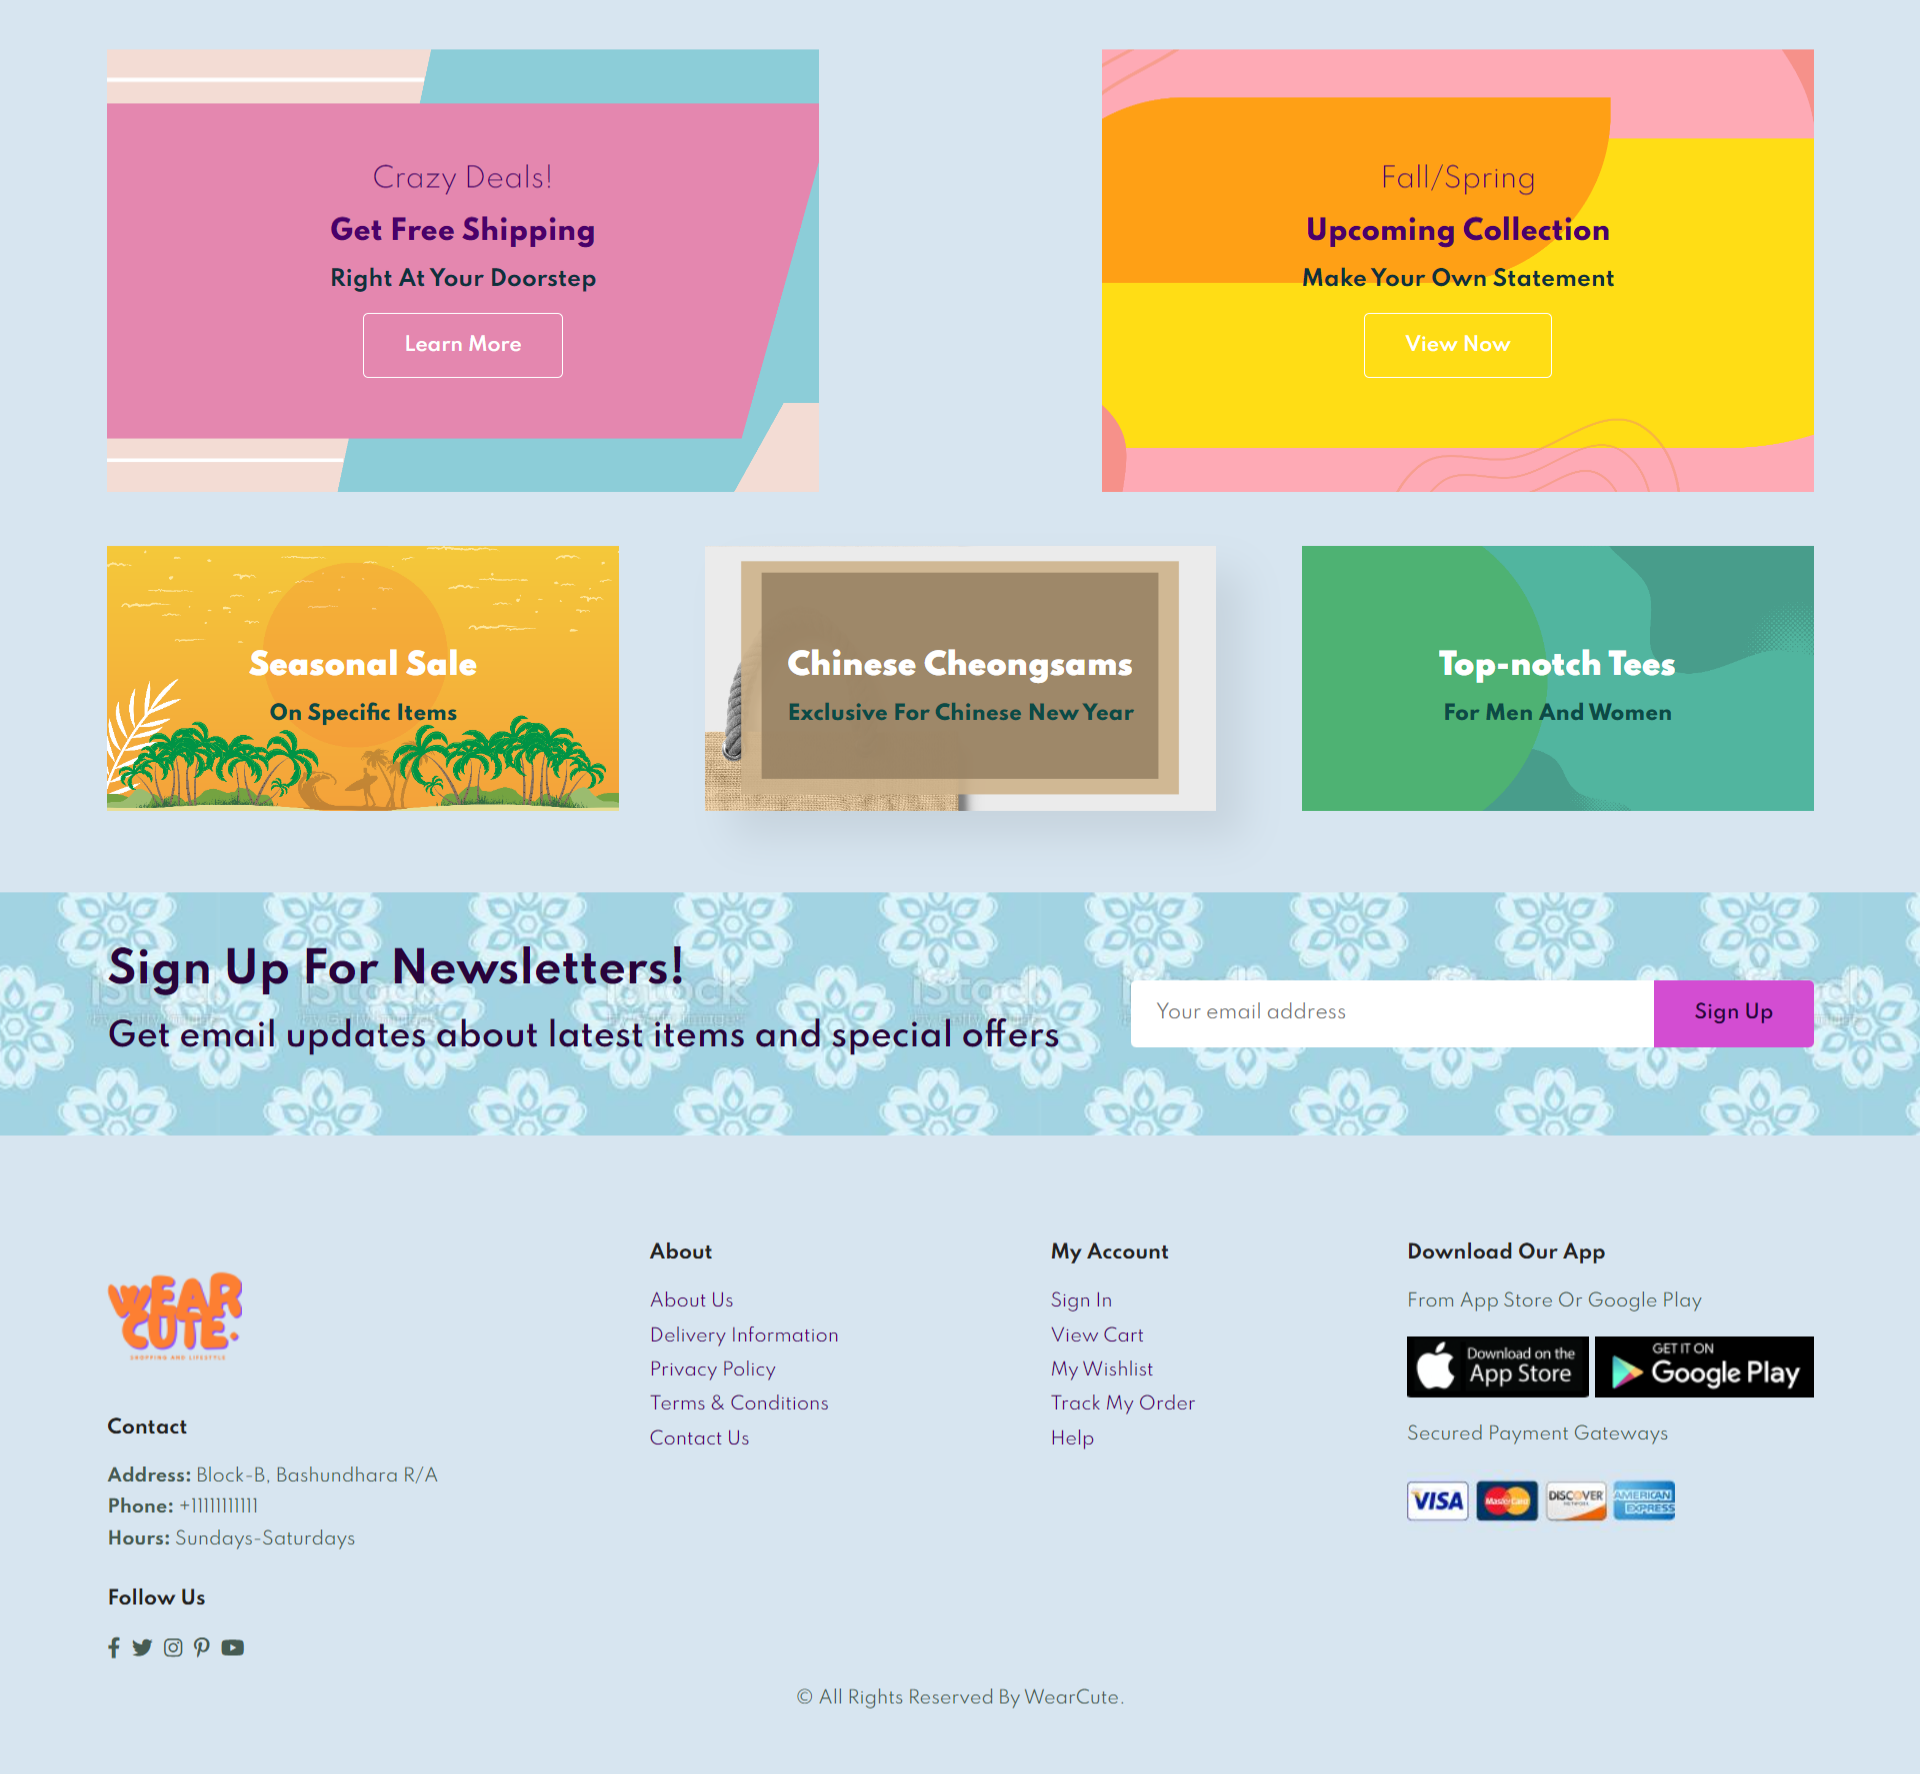 Crazy Deals!
Get Free Shipping
Right At Your Doorstep
Learn More
Fall/Spring
Upcoming Collection
Make Your Own Statement
View Now
Seasonal Sale
On Specific Items
Chinese Cheongsams
Exclusive For Chinese New Year
Top-notch Tees
For Men And Women
Sign Up For Newsletters!
Get email updates about latest items and special offers
Your email address
Sign Up
iStock
by Getty Images
WEAR
CUTE.
SHOPPING AND LIFESTYLE
Contact
Address: Block-B, Bashundhara R/A
Phone: +11111111111
Hours: Sundays-Saturdays
Follow Us
About
About Us
Delivery Information
Privacy Policy
Terms & Conditions
Contact Us
My Account
Sign In
View Cart
My Wishlist
Track My Order
Help
Download Our App
From App Store Or Google Play
Download on the
App Store
GET IT ON
Google Play
Secured Payment Gateways
VISA
MasterCard
DISCOVER
NETWORK
AMERICAN
EXPRESS
© All Rights Reserved By WearCute.